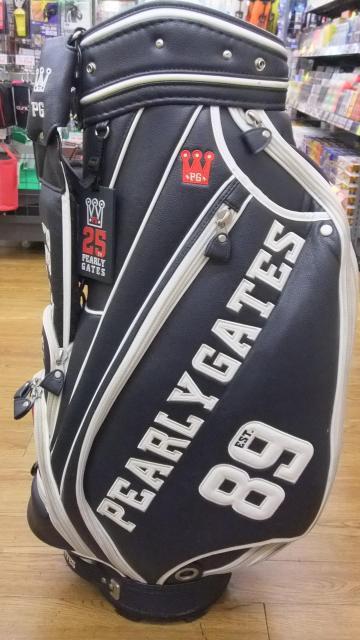 PG
PG
25
PEARLY
GATES
PEARLY GATES
EST.
89